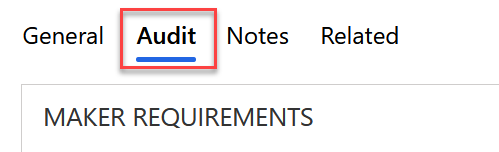 General Audit Notes Related
MAKER REQUIREMENTS